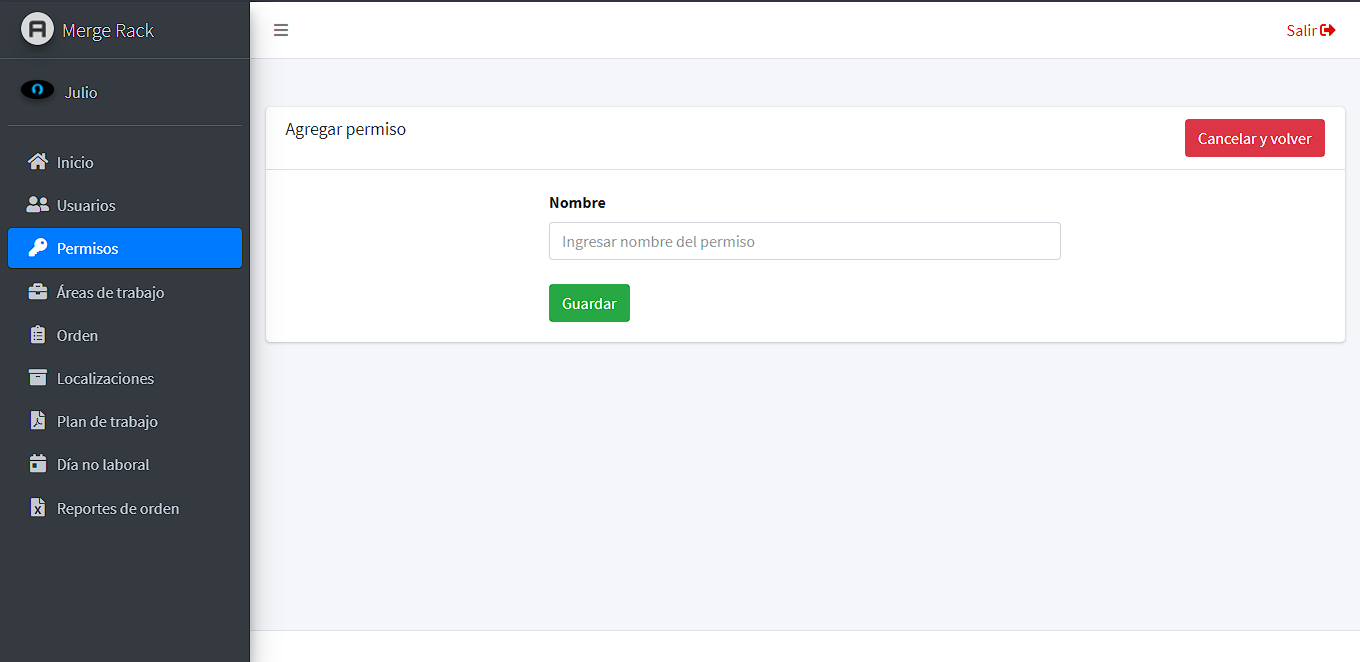 Merge Rack
Salir
Julio
Agregar permiso
Cancelar y volver
Inicio
Usuarios
Permisos
Áreas de trabajo
Orden
Localizaciones
Plan de trabajo
Día no laboral
Reportes de orden
Nombre
Ingresar nombre del permiso
Guardar